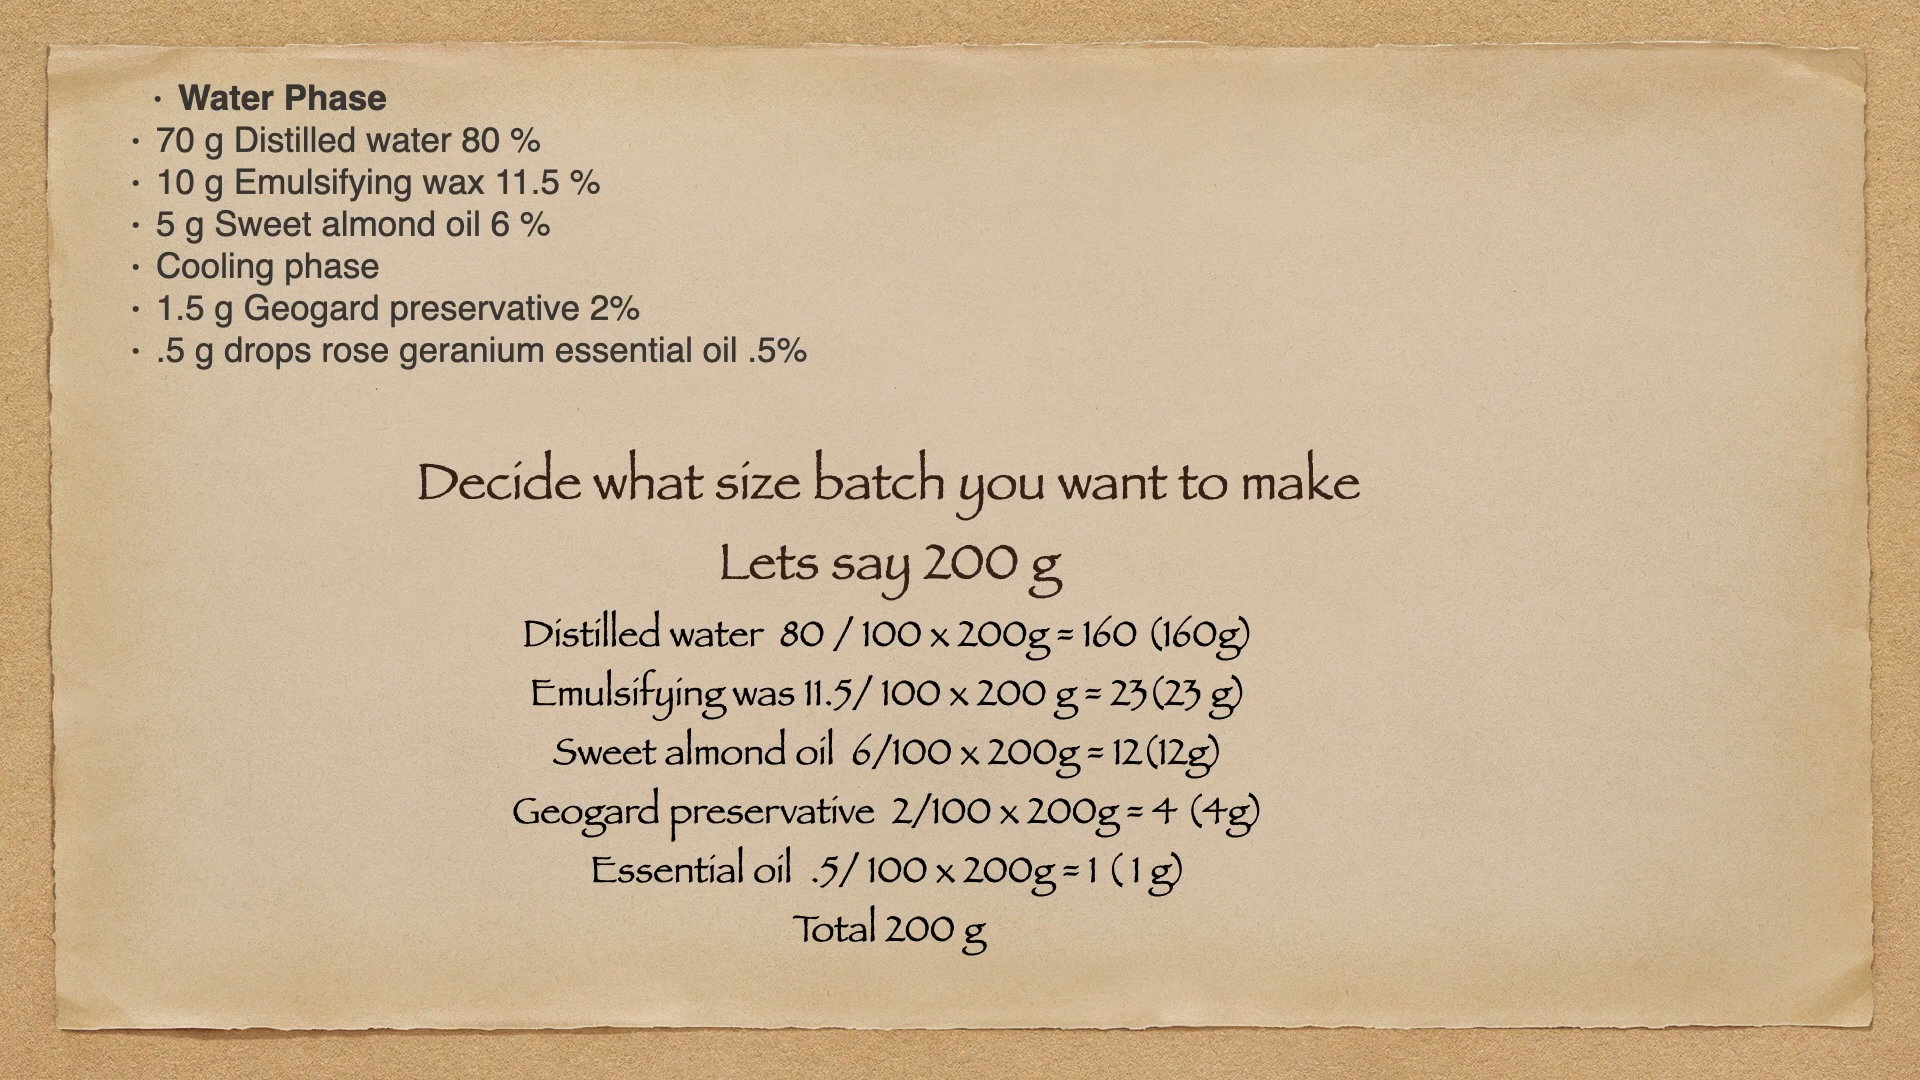 · Water Phase
· 70 g Distilled water 80 %
· 10 g Emulsifying wax 11.5 %
· 5 g Sweet almond oil 6 %
· Cooling phase
· 1.5 g Geogard preservative 2%
· .5 g drops rose geranium essential oil .5%
Decide what size batch you want to make
Lets say 200 g
Distilled water 80 / 100 x 200g = 160 (160g)
Emulsifying was 11.5/ 100 x 200 g = 23(23 g)
Sweet almond oil 6/100 x 200g = 12(12g)
Geogard preservative 2/100 x 200g = 4 (4g)
Essential oil .5/ 100 x 200g = 1 ( 1 g)
Total 200 g